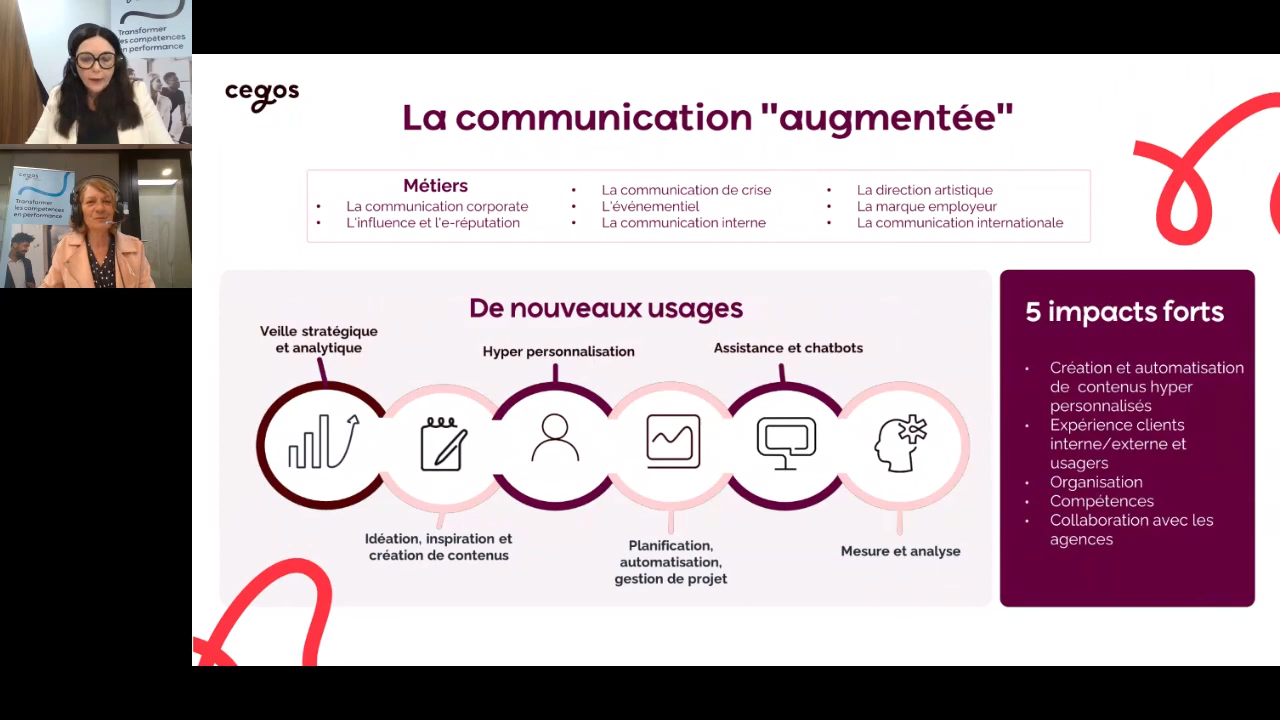 Transformer
les compétences
en performance
cegos
Transformer
les compétences
en performance
cegos
La communication "augmentée"
Métiers
• La communication corporate
• L'influence et l'e-réputation
• La communication de crise
• L'événementiel
• La communication interne
• La direction artistique
• La marque employeur
• La communication internationale
De nouveaux usages
Veille stratégique
et analytique
Hyper personnalisation
Assistance et chatbots
Idéation, inspiration et
création de contenus
Planification,
automatisation,
gestion de projet
Mesure et analyse
5 impacts forts
• Création et automatisation
de contenus hyper
personnalisés
• Expérience clients
interne/externe et
usagers
• Organisation
• Compétences
• Collaboration avec les
agences